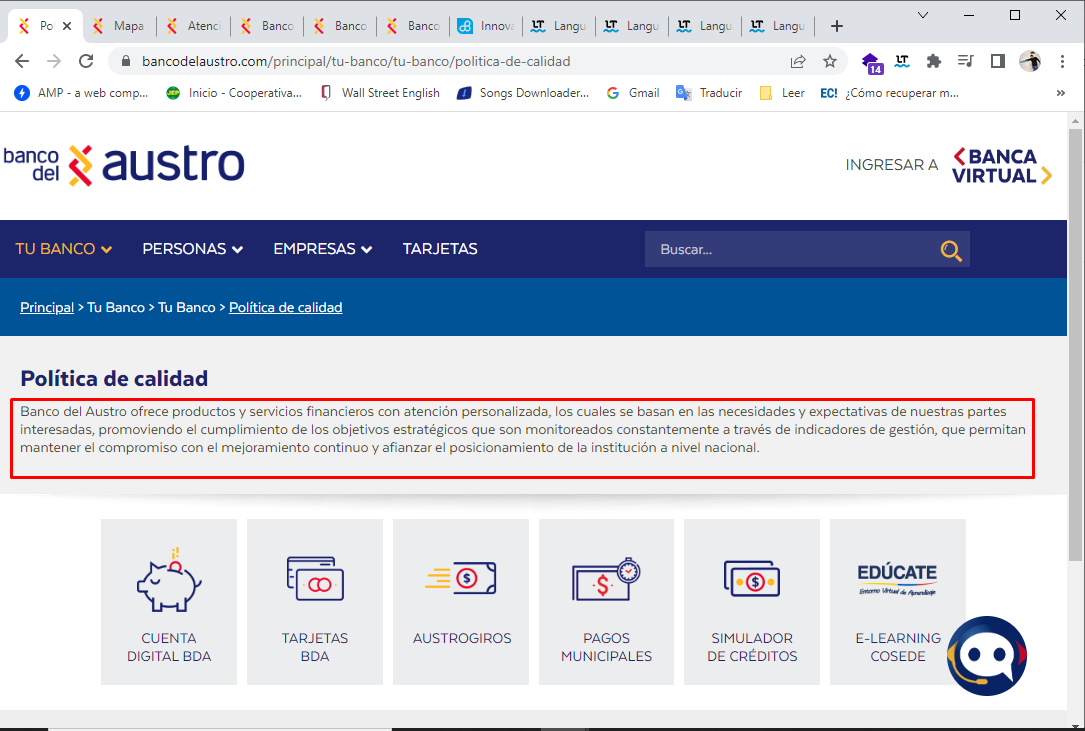 Po
Mapa
Atenci
Banco
Banco
Banco
Innova
Langu
Langu
Langu
Langu
bancodelaustro.com/principal/tu-banco/tu-banco/politica-de-calidad
14
AMP - a web comp...
Inicio - Cooperativa...
Wall Street English
Songs Downloader...
Gmail
Traducir
Leer
EC! ¿Cómo recuperar m...
banco del austro
INGRESAR A
BANCA
VIRTUAL
TU BANCO
PERSONAS
EMPRESAS
TARJETAS
Buscar...
Principal > Tu Banco > Tu Banco > Política de calidad
Política de calidad
Banco del Austro ofrece productos y servicios financieros con atención personalizada, los cuales se basan en las necesidades y expectativas de nuestras partes
interesadas, promoviendo el cumplimiento de los objetivos estratégicos que son monitoreados constantemente a través de indicadores de gestión, que permitan
mantener el compromiso con el mejoramiento continuo y afianzar el posicionamiento de la institución a nivel nacional.
CUENTA
DIGITAL BDA
TARJETAS
BDA
AUSTROGIROS
PAGOS
MUNICIPALES
SIMULADOR
DE CRÉDITOS
EDÚCATE
Entorno Virtual de Aprendizaje
E-LEARNING
COSEDE